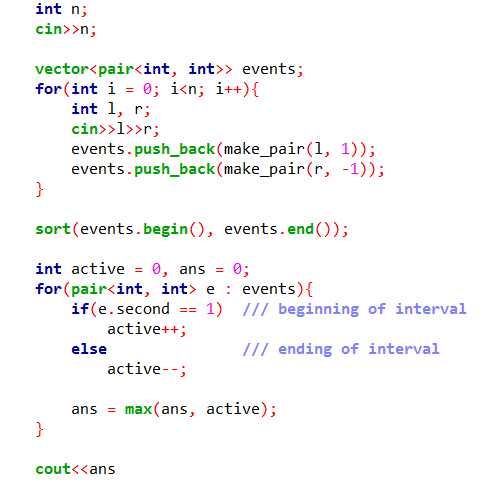 int n;
cin>>n;
vector<pair<int, int>> events;
for(int i = 0; i<n; i++){
int l, r;
cin>>l>>r;
events.push_back(make_pair(l, 1));
events.push_back(make_pair(r, -1));
}
sort(events.begin(), events.end());
int active = 0, ans = 0;
for(pair<int, int> e : events){
if(e.second == 1)  /// beginning of interval
active++;
else               /// ending of interval
active--;
ans = max(ans, active);
}
cout<<ans